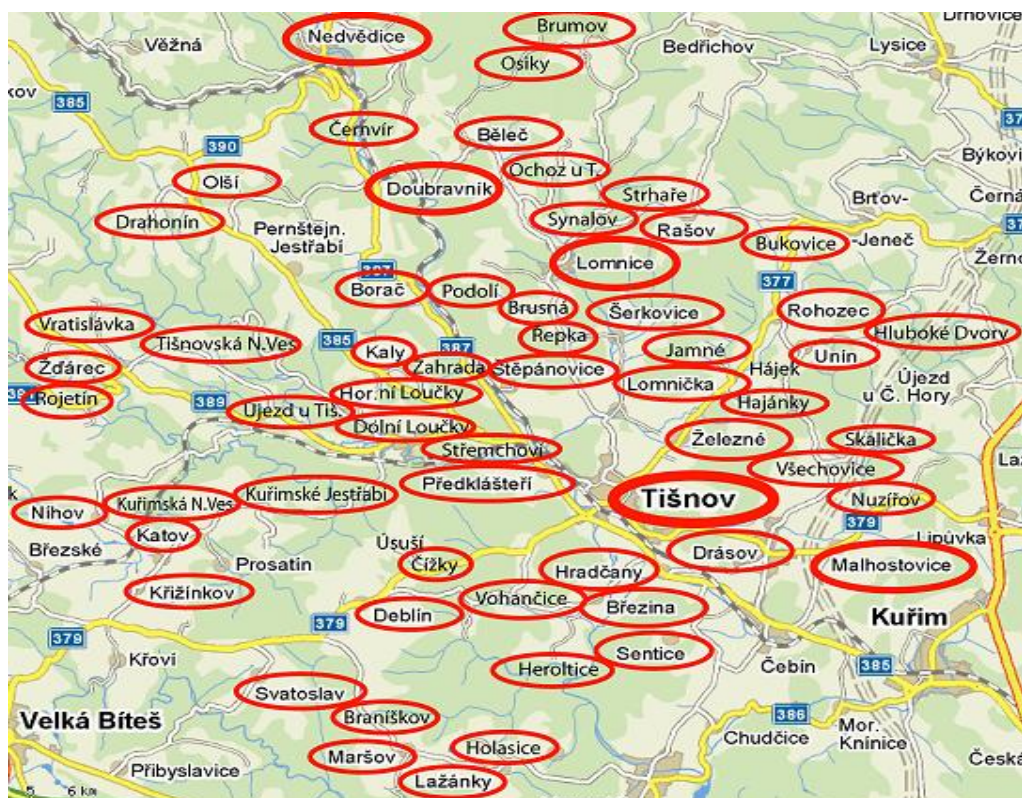 Nedvědice
Brumov
Drnovice
Věžná
Bedřichov
Lysice
Osíky
385
390
Černvír
Běleč
Býkovi
Olší
Doubravník
Ochoz u T.
Strhaře
Brťov-
Jeneč
Černá
Drahonín
Pernštejn.
Jestřabí
Synalov
Rašov
Bukovice
Lomnice
377
Borač
Podolí
Brusná
Šerkovice
Rohozec
Hluboké Dvory
Vratislávka
Tišnovská N.Ves
385
387
Řepka
Jamné
Unín
Kaly
Zahrada
Štěpánovice
Hájek
Žďárec
Rojetín
389
Hor.ní Loučky
Lomnička
Hajánky
Újezd
u Č. Hory
Ujezd u Tiš.
Dolní Loučky
Železné
Skalička
Střemchoví
Všechovice
Předklášteří
Tišnov
Nuzířov
Níhov
Kuřimská N.Ves
Kuřimské Jestřabí
379
Lipůvka
Katov
Březské
Prosatín
Úsuší
Čížky
Hradčany
Drásov
Malhostovice
Křižínkov
Deblín
Vohančice
Březina
Kuřim
379
379
Křoví
Sentice
Čebín
385
Heroltice
Svatoslav
Velká Bíteš
Braníškov
386
Chudčice
Mor.
Knínice
Maršov
Holasice
Přibyslavice
Lažánky
Česká
5
6 km